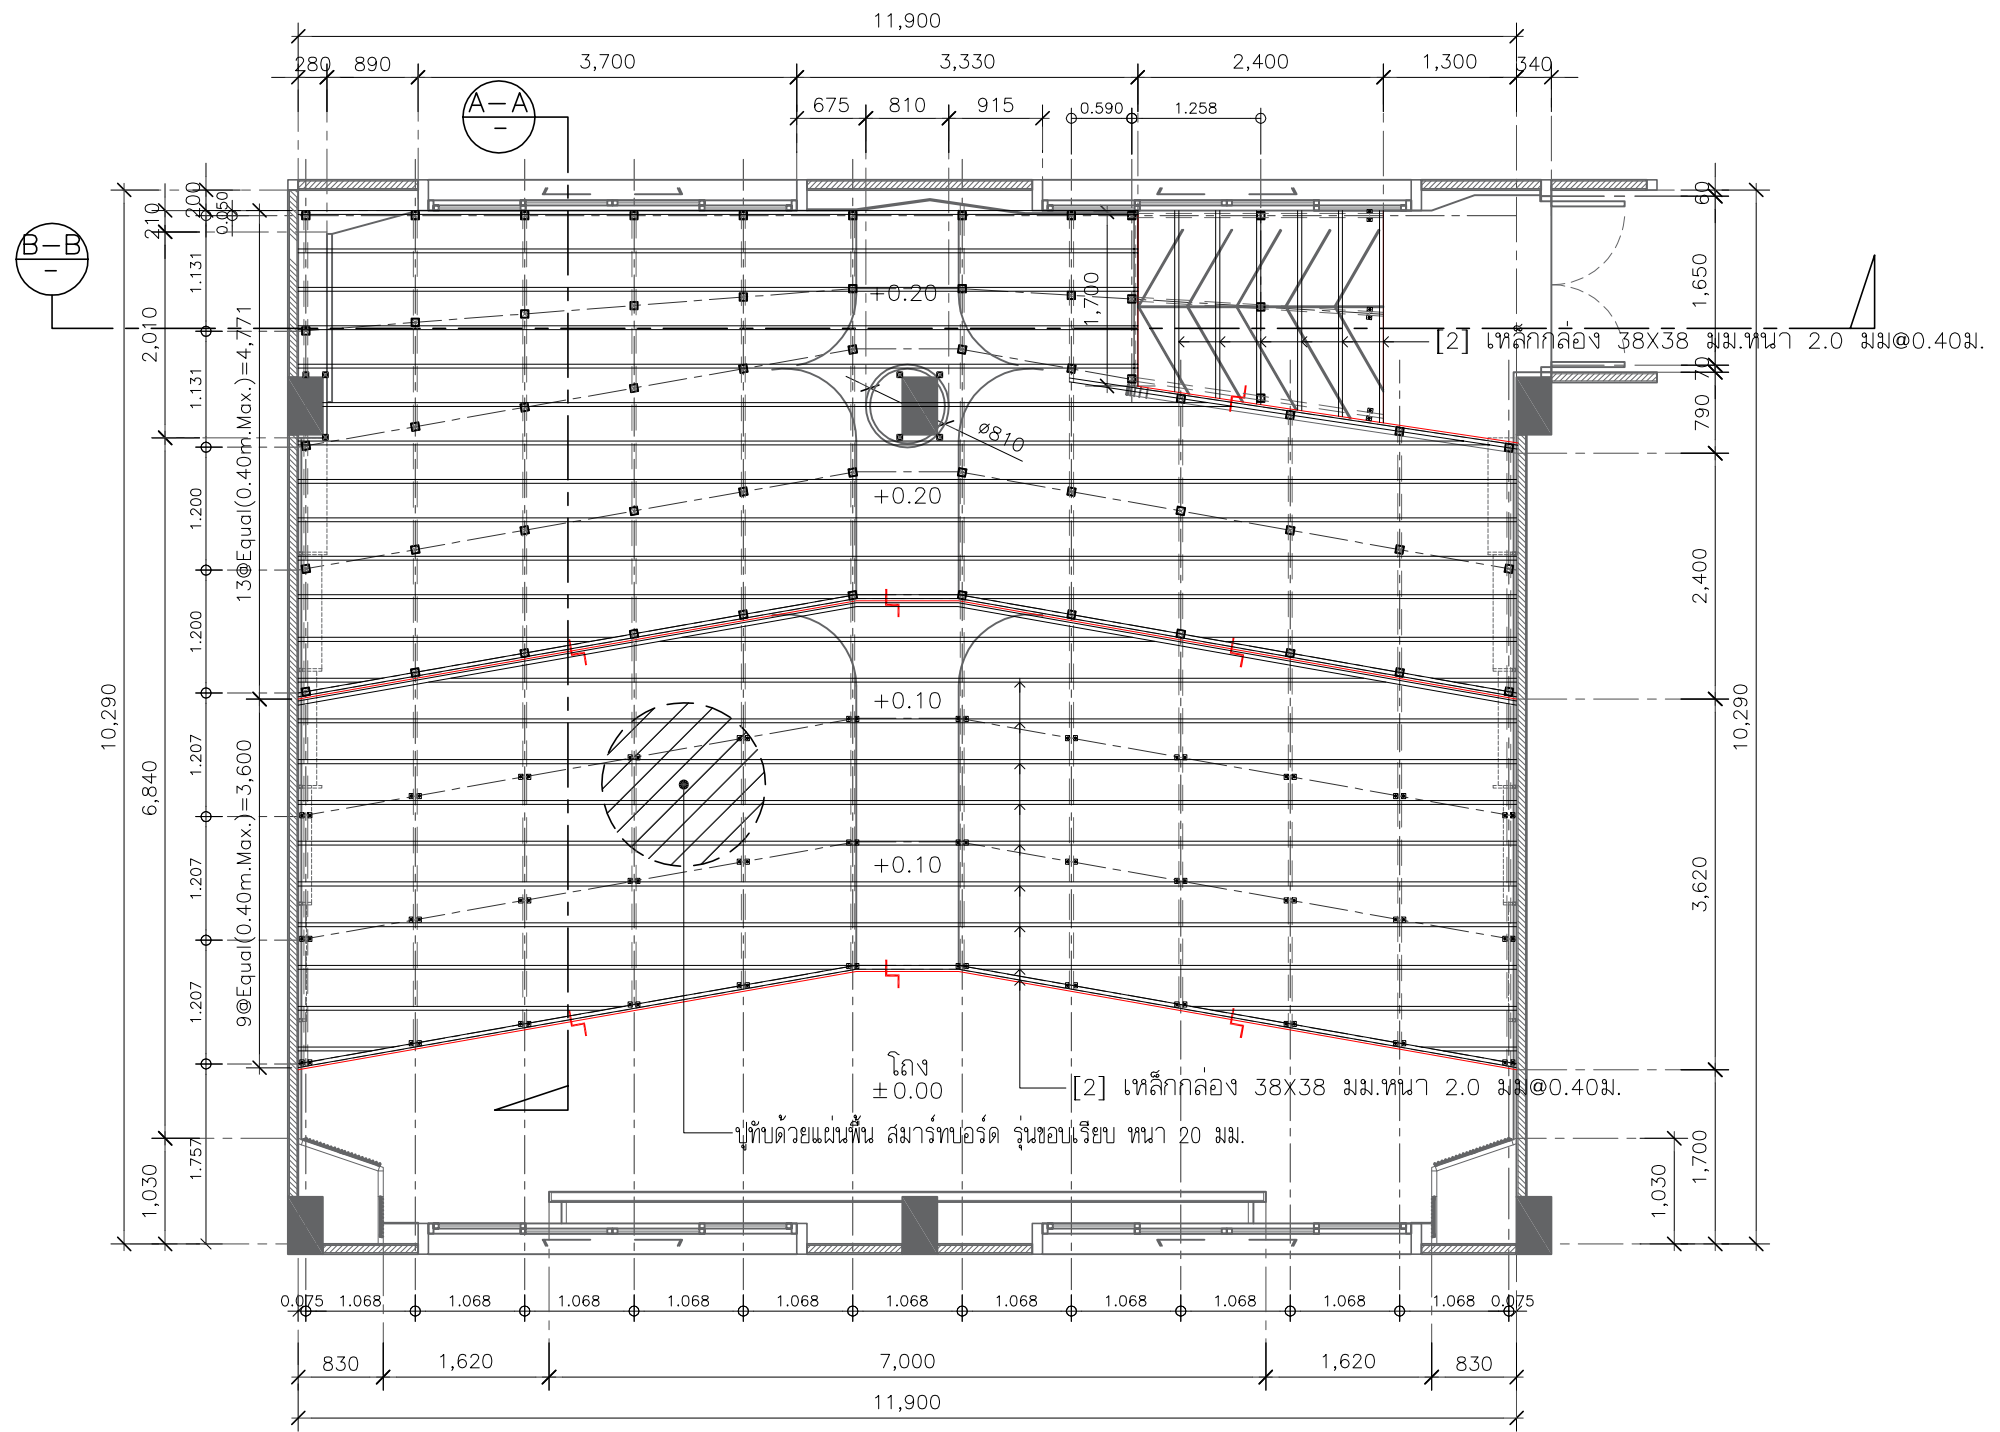 11,900
280 890 3,700 3,330 2,400 1,300 340
A-A
-
675 810 915 0.590 1.258
B-B
-
200
210
0.050
60
1.131
2,010
1.131
13@Equal(0.40m.Max.)=4,771
1.200
1.200
10,290
6,840
1.207
1.207
1.207
9@Equal(0.40m.Max.)=3,600
1,030
1.757
+0.20
1,700
1,650
[2] เหล็กกล่อง 38X38 มม.หนา 2.0 มม@0.40ม.
70
790
ø810
+0.20
2,400
+0.10
10,290
+0.10
3,620
โถง
±0.00
[2] เหล็กกล่อง 38X38 มม.หนา 2.0 มม@0.40ม.
ปูทับด้วยแผ่นพื้น สมาร์ทบอร์ด รุ่นขอบเรียบ หนา 20 มม.
1,030
1,700
0.075 1.068 1.068 1.068 1.068 1.068 1.068 1.068 1.068 1.068 1.068 1.068 0.075
830 1,620 7,000 1,620 830
11,900